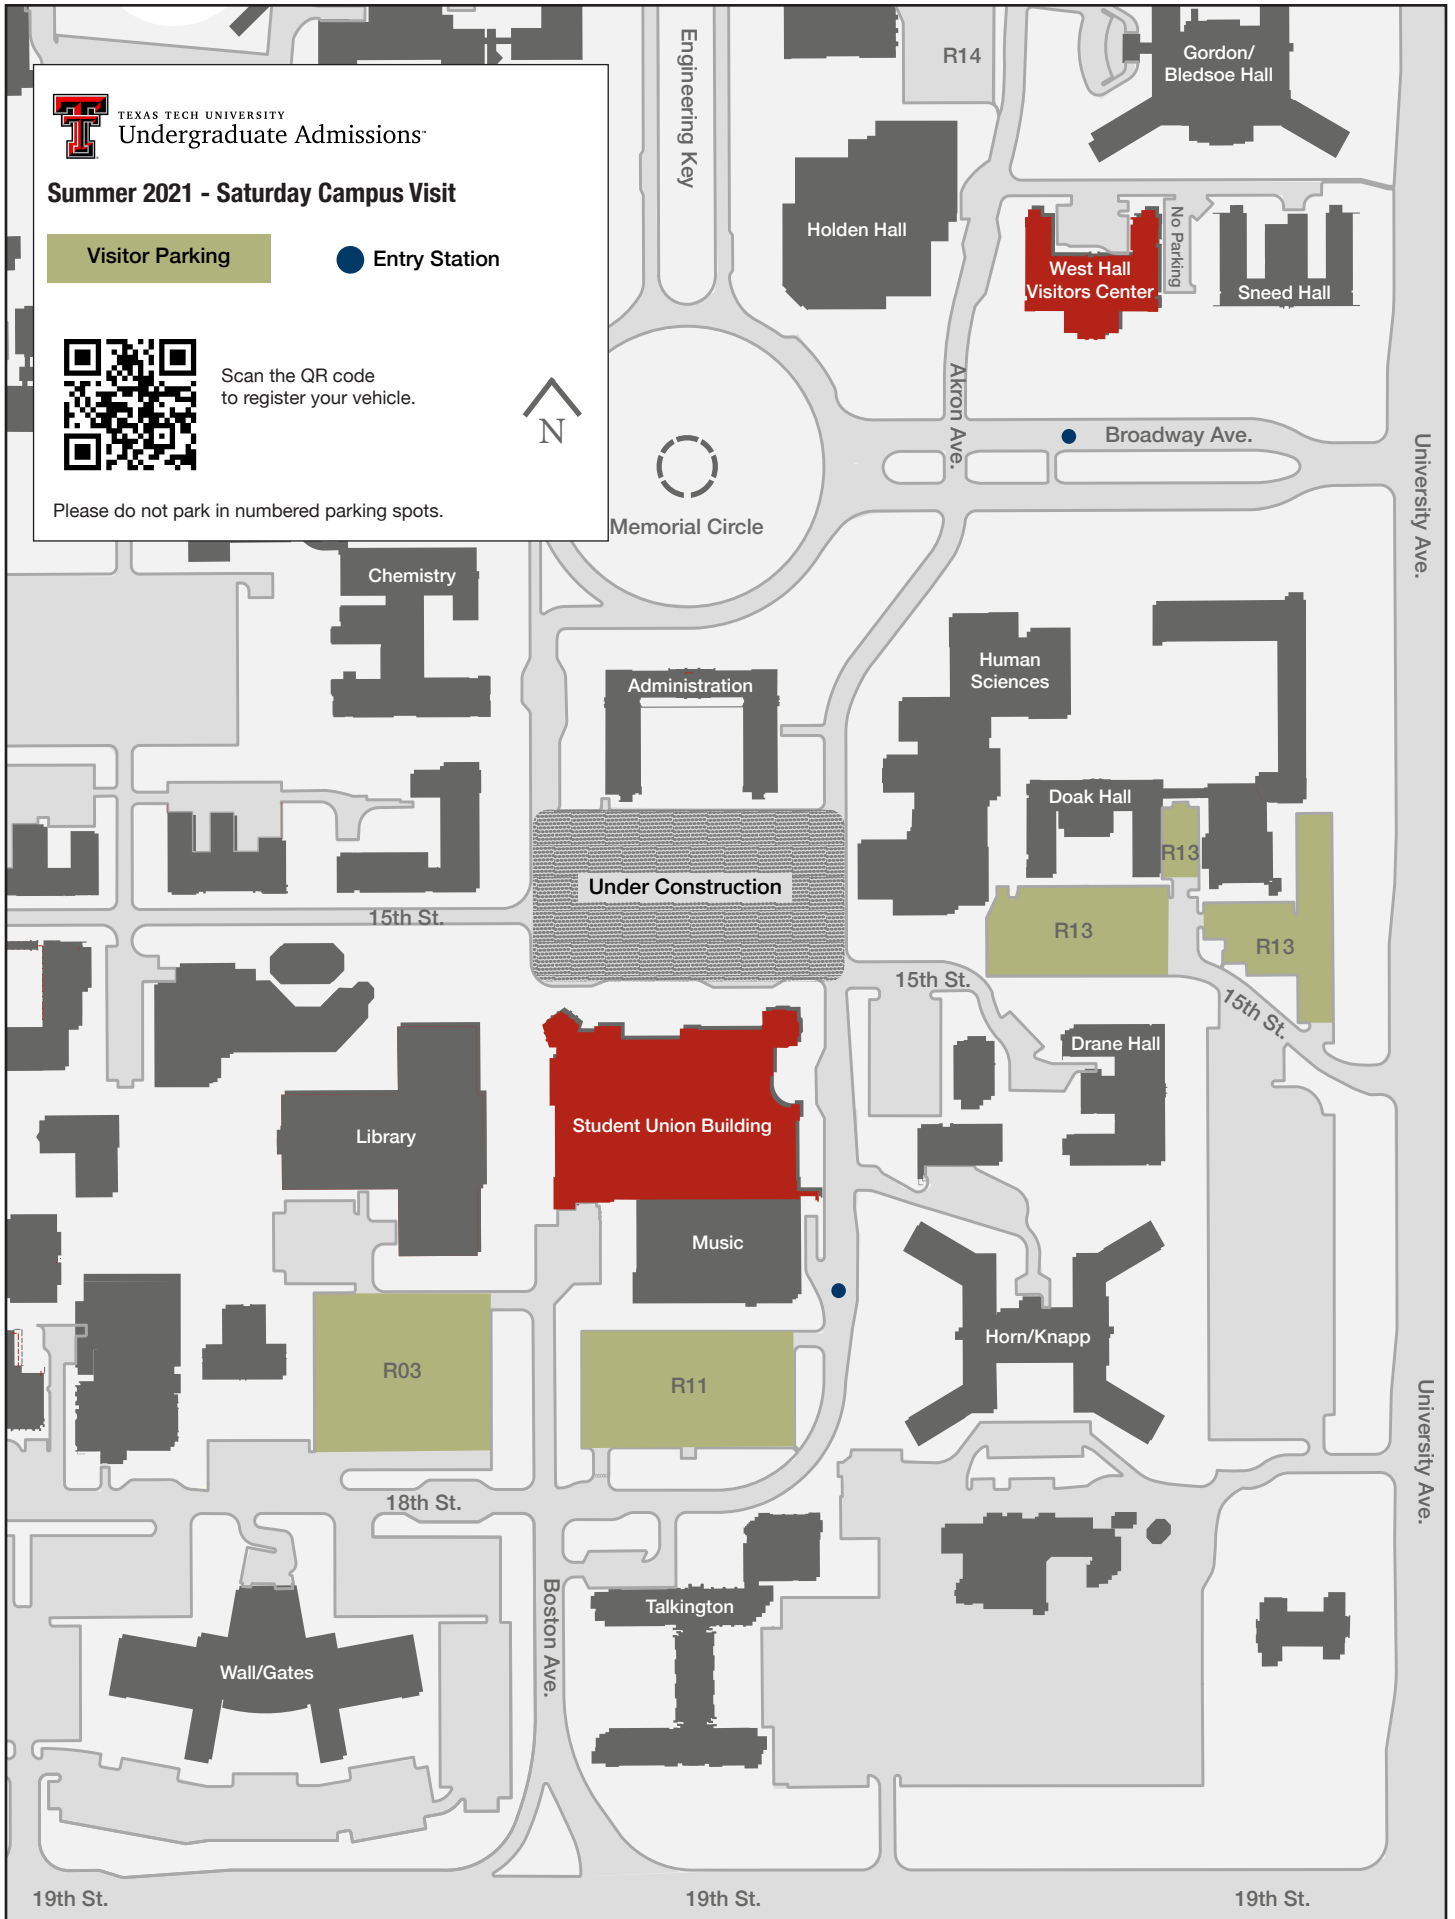 TEXAS TECH UNIVERSITY
Undergraduate Admissions™
Summer 2021 - Saturday Campus Visit
Visitor Parking
Entry Station
Scan the QR code
to register your vehicle.
N
Please do not park in numbered parking spots.
Engineering Key
R14
Gordon/
Bledsoe Hall
Holden Hall
No Parking
West Hall
Visitors Center
Sneed Hall
Akron Ave.
Broadway Ave.
University Ave.
Memorial Circle
Chemistry
Administration
Human
Sciences
Doak Hall
R13
Under Construction
15th St.
R13
R13
15th St.
15th St.
Drane Hall
Student Union Building
Library
Music
Horn/Knapp
R03
R11
University Ave.
18th St.
Boston Ave.
Talkington
Wall/Gates
19th St.
19th St.
19th St.